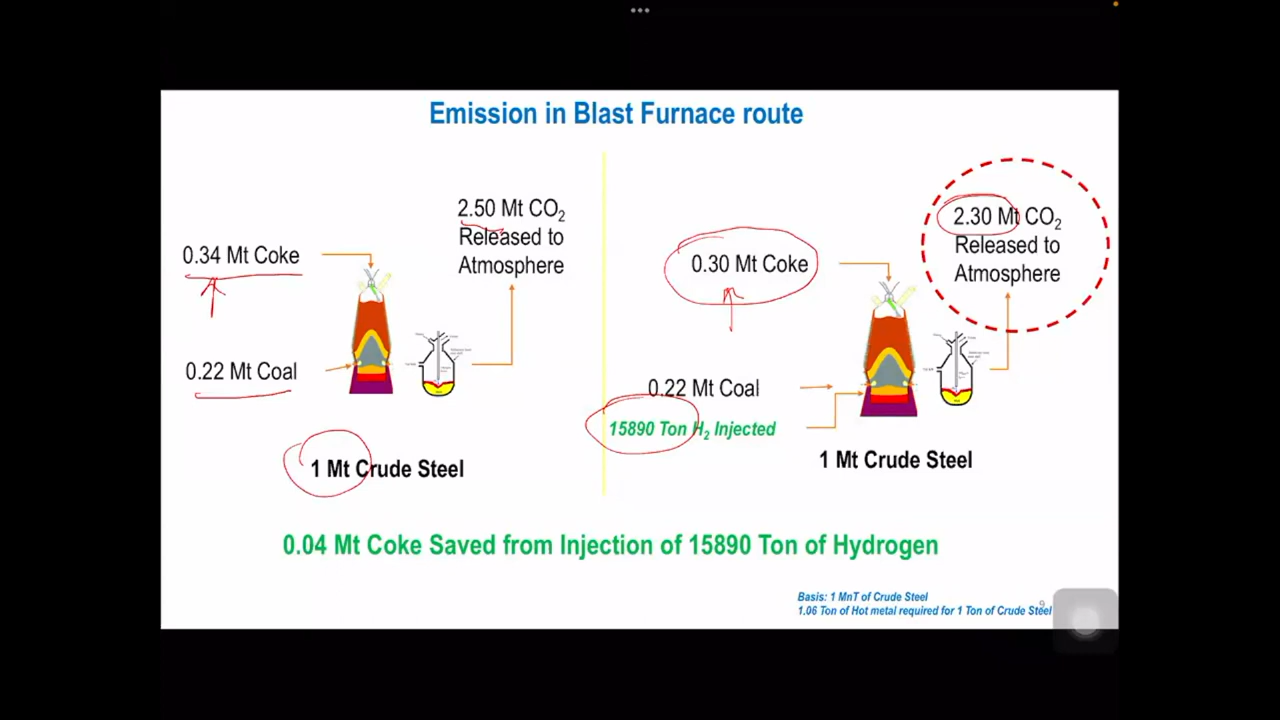 Emission in Blast Furnace route
2.50 Mt CO₂
Released to
Atmosphere
0.34 Mt Coke
0.22 Mt Coal
1 Mt Crude Steel
2.30 Mt CO₂
Released to
Atmosphere
0.30 Mt Coke
0.22 Mt Coal
15890 Ton H₂ Injected
1 Mt Crude Steel
0.04 Mt Coke Saved from Injection of 15890 Ton of Hydrogen
Basis: 1 MnT of Crude Steel
1.06 Ton of Hot metal required for 1 Ton of Crude Steel
9